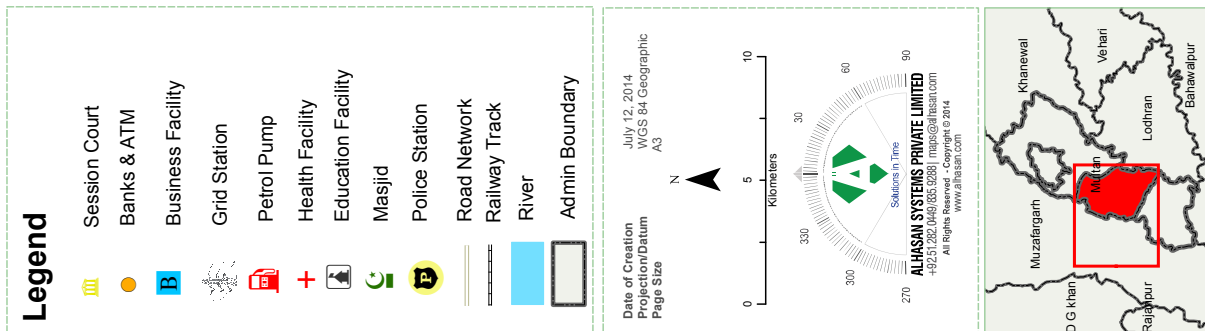 Legend
Session Court
Banks & ATM
B
Business Facility
Grid Station
Petrol Pump
Health Facility
Education Facility
Masjid
P
Police Station
Road Network
Railway Track
River
Admin Boundary
Date of Creation
July 12, 2014
Projection/Datum
WGS 84 Geographic
Page Size
A3
N
Kilometers
0 2 5 10
270 300 330 30 60 90
Solutions in Time
ALHASAN SYSTEMS PRIVATE LIMITED
+92.51.282.0449/835.9288 | maps@alhasan.com
All Rights Reserved - Copyright © 2014
www.alhasan.com
Khanewal
Vehari
Muzafargarh
Multan
Lodhran
Bahawalpur
D G khan
Rajanpur